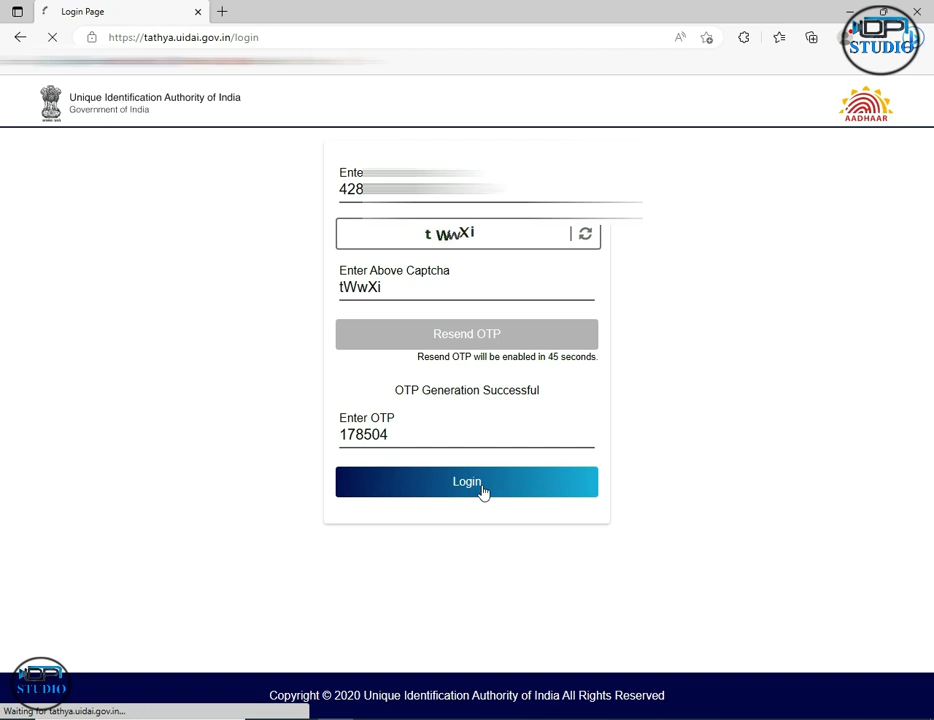 Login Page
https://tathya.uidai.gov.in/login
DP
STUDIO
Unique Identification Authority of India
Government of India
AADHAAR
Ente
428
tWwXi
Enter Above Captcha
tWwXi
Resend OTP
Resend OTP will be enabled in 45 seconds.
OTP Generation Successful
Enter OTP
178504
Login
DP
STUDIO
Copyright © 2020 Unique Identification Authority of India All Rights Reserved
Waiting for tathya.uidai.gov.in...